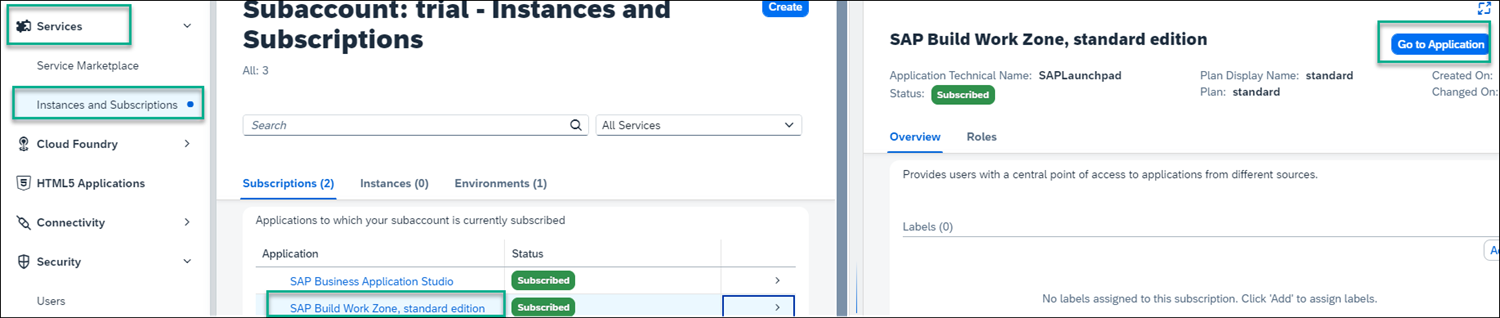 Services
Service Marketplace
Instances and Subscriptions
Cloud Foundry
HTML5 Applications
Connectivity
Security
Users
Subaccount: trial - Instances and
Subscriptions
Create
All: 3
Search
All Services
Subscriptions (2) Instances (0) Environments (1)
Applications to which your subaccount is currently subscribed
Application Status
SAP Business Application Studio Subscribed
SAP Build Work Zone, standard edition Subscribed
SAP Build Work Zone, standard edition
Go to Application
Application Technical Name: SAPLaunchpad Plan Display Name: standard Created On:
Status: Subscribed Plan: standard Changed On:
Overview Roles
Provides users with a central point of access to applications from different sources.
Labels (0)
No labels assigned to this subscription. Click 'Add' to assign labels.